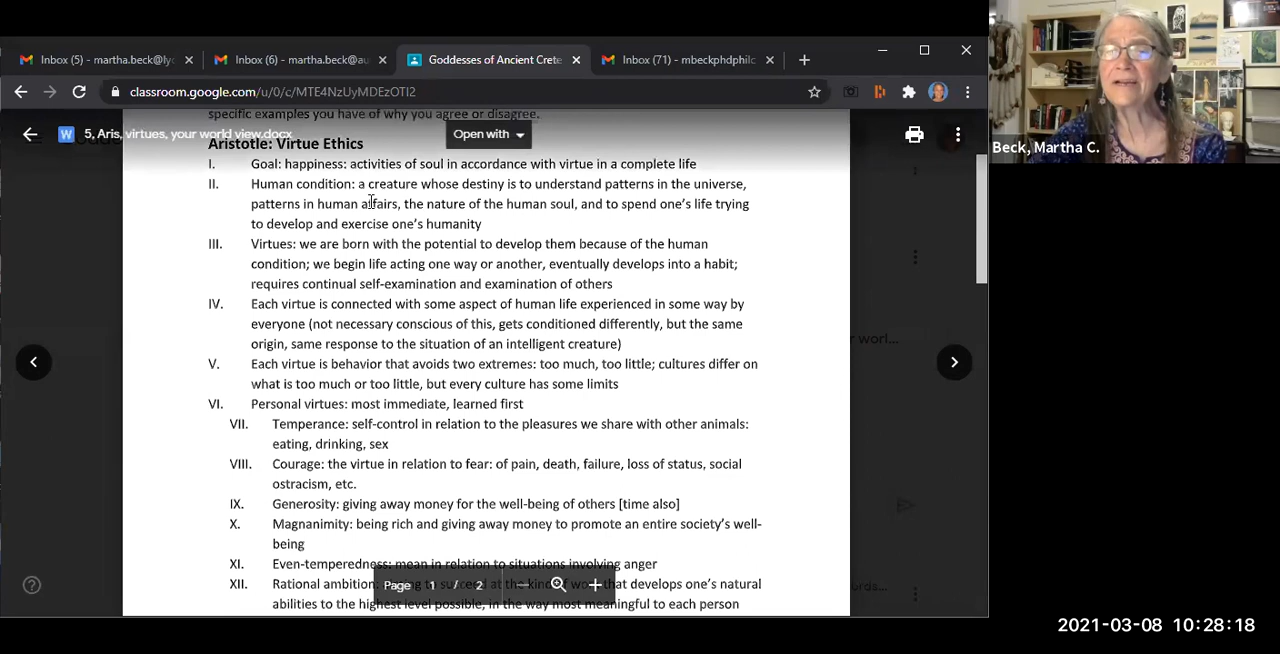 Inbox (5) - martha.beck@ly
Inbox (6) - martha.beck@au
Goddesses of Ancient Crete
Inbox (71) - mbeckphdphilc
classroom.google.com/u/0/c/MTE4NzUyMDEzOTI2
specific examples you have of why you agree or disagree.
5, Aris, virtues, your world view.docx
Open with
Aristotle: Virtue Ethics
I. Goal: happiness: activities of soul in accordance with virtue in a complete life
II. Human condition: a creature whose destiny is to understand patterns in the universe,
patterns in human affairs, the nature of the human soul, and to spend one's life trying
to develop and exercise one's humanity
III. Virtues: we are born with the potential to develop them because of the human
condition; we begin life acting one way or another, eventually develops into a habit;
requires continual self-examination and examination of others
IV. Each virtue is connected with some aspect of human life experienced in some way by
everyone (not necessary conscious of this, gets conditioned differently, but the same
origin, same response to the situation of an intelligent creature)
V. Each virtue is behavior that avoids two extremes: too much, too little; cultures differ on
what is too much or too little, but every culture has some limits
VI. Personal virtues: most immediate, learned first
VII. Temperance: self-control in relation to the pleasures we share with other animals:
eating, drinking, sex
VIII. Courage: the virtue in relation to fear: of pain, death, failure, loss of status, social
ostracism, etc.
IX. Generosity: giving away money for the well-being of others [time also]
X. Magnanimity: being rich and giving away money to promote an entire society's well-
being
XI. Even-temperedness: mean in relation to situations involving anger
XII. Rational ambition: that develops one's natural
abilities to the highest level possible, in the way most meaningful to each person
Page 1 / 2
Beck, Martha C.
2021-03-08 10:28:18